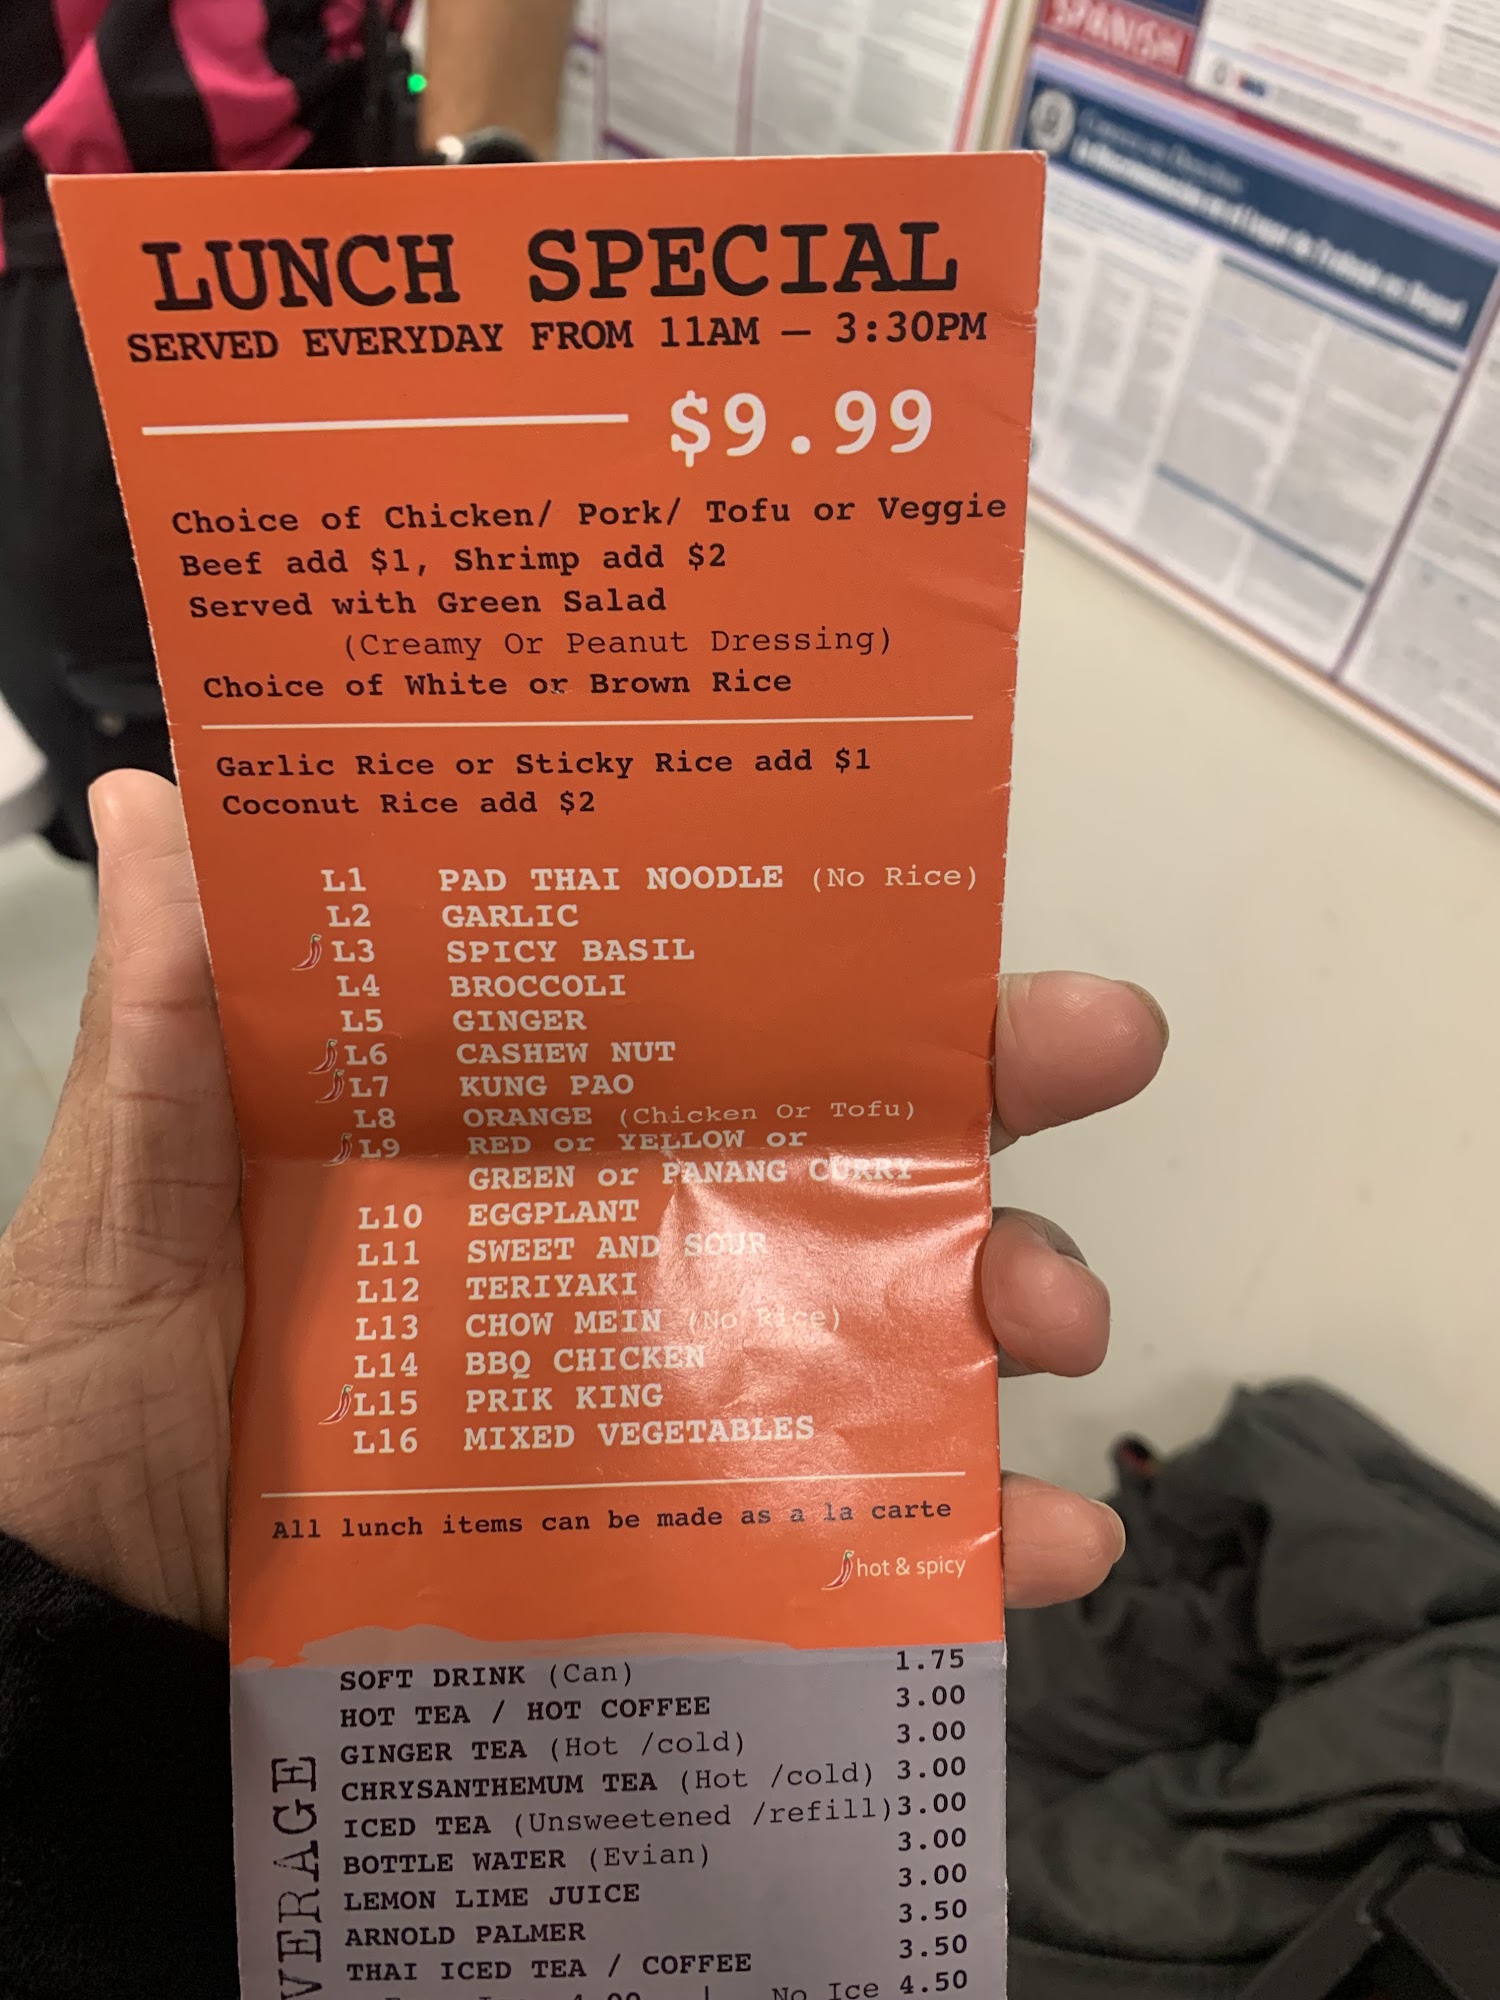 SPANISH
LUNCH SPECIAL
SERVED EVERYDAY FROM 11AM — 3:30PM
$9.99
Choice of Chicken/ Pork/ Tofu or Veggie
Beef add $1, Shrimp add $2
Served with Green Salad
(Creamy Or Peanut Dressing)
Choice of White or Brown Rice
Garlic Rice or Sticky Rice add $1
Coconut Rice add $2
L1 PAD THAI NOODLE (No Rice)
L2 GARLIC
L3 SPICY BASIL
L4 BROCCOLI
L5 GINGER
L6 CASHEW NUT
L7 KUNG PAO
L8 ORANGE (Chicken Or Tofu)
L9 RED or YELLOW or
GREEN or PANANG CURRY
L10 EGGPLANT
L11 SWEET AND SOUR
L12 TERIYAKI
L13 CHOW MEIN (No Rice)
L14 BBQ CHICKEN
L15 PRIK KING
L16 MIXED VEGETABLES
All lunch items can be made as a la carte
hot & spicy
SOFT DRINK (Can) 1.75
HOT TEA / HOT COFFEE 3.00
GINGER TEA (Hot /cold) 3.00
CHRYSANTHEMUM TEA (Hot /cold) 3.00
ICED TEA (Unsweetened /refill) 3.00
BOTTLE WATER (Evian) 3.00
LEMON LIME JUICE 3.00
ARNOLD PALMER 3.50
THAI ICED TEA / COFFEE 3.50
No Ice 4.50